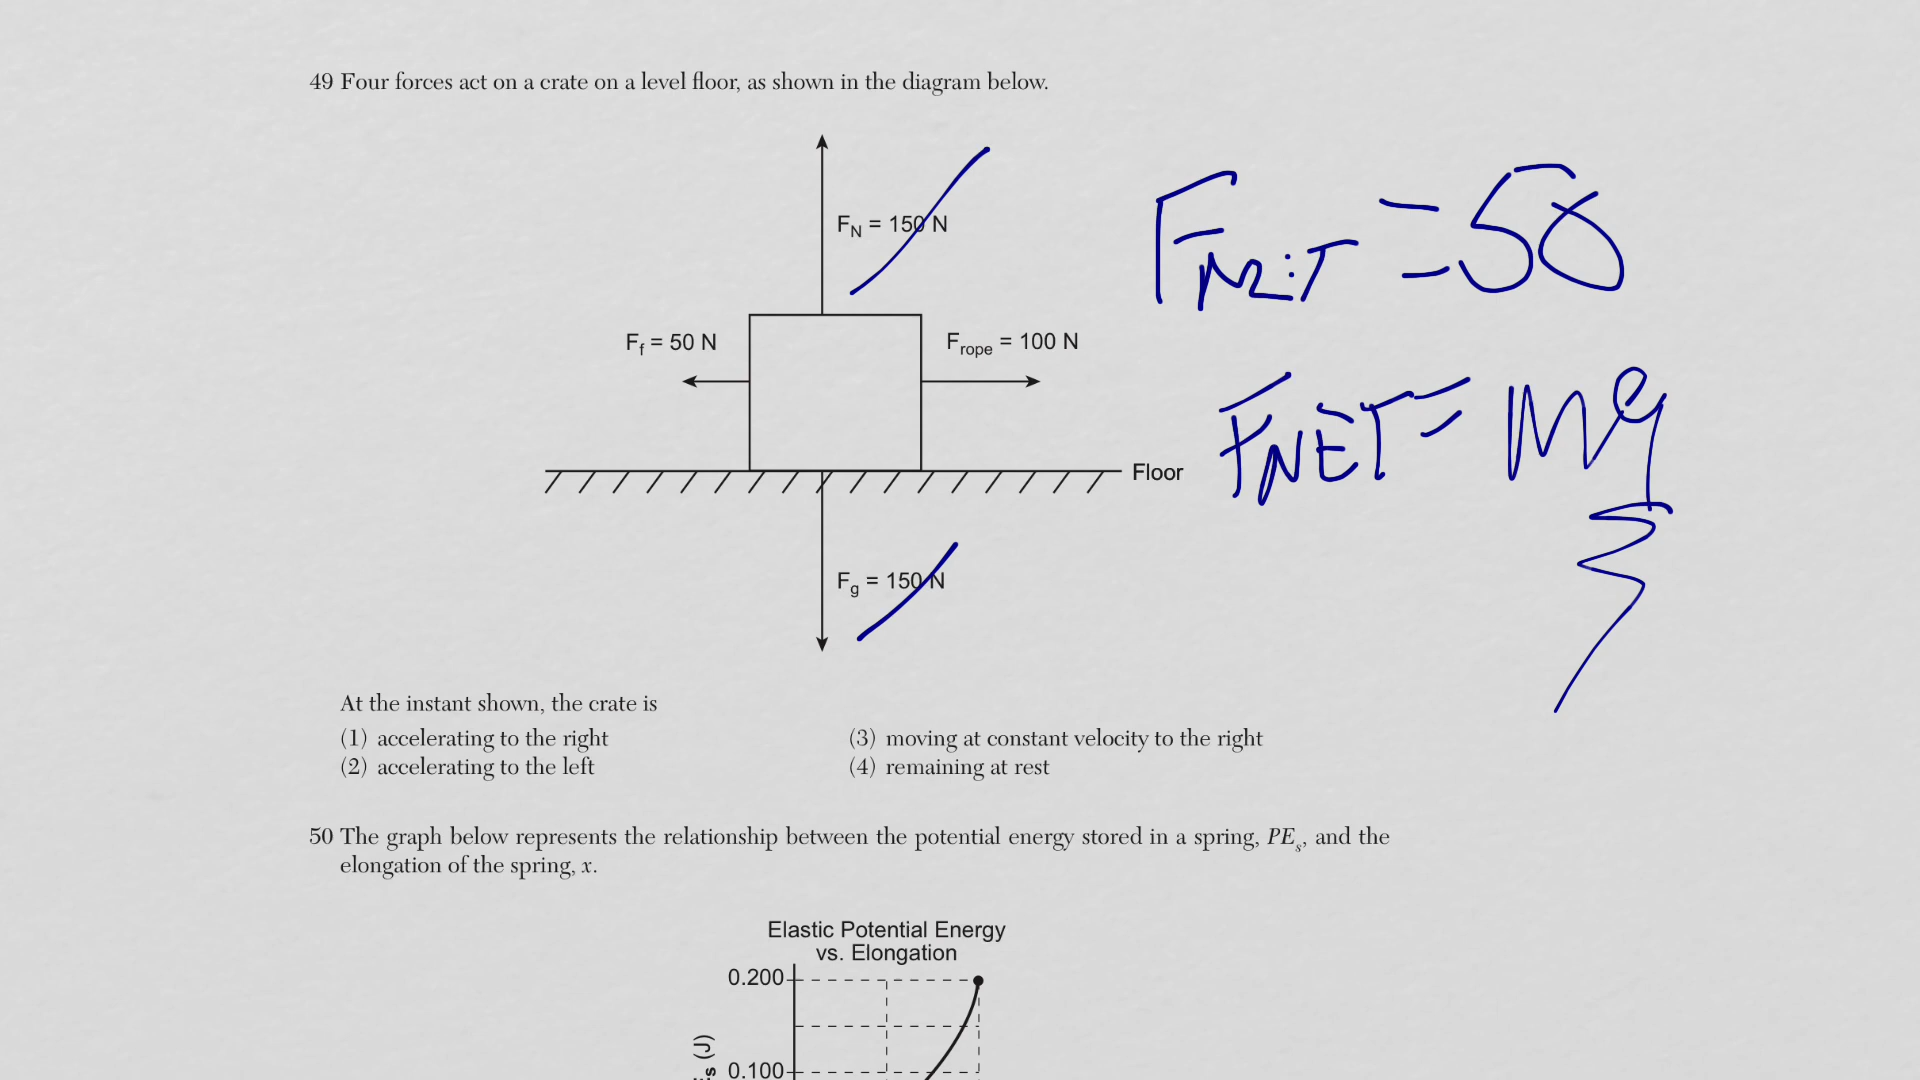 49 Four forces act on a crate on a level floor, as shown in the diagram below.
F_N = 150 N
F_NET = 50
F_f = 50 N
F_rope = 100 N
F_NET = ma
Floor
F_g = 150 N
At the instant shown, the crate is
(1) accelerating to the right
(2) accelerating to the left
(3) moving at constant velocity to the right
(4) remaining at rest
50 The graph below represents the relationship between the potential energy stored in a spring, PE_s, and the
elongation of the spring, x.
Elastic Potential Energy
vs. Elongation
0.200
0.100
(J)